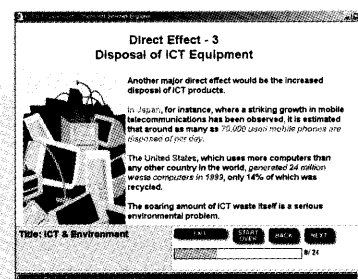 Direct Effect - 3
Disposal of ICT Equipment
Another major direct effect would be the increased
disposal of ICT products.
In Japan, for instance, where a striking growth in mobile
telecommunications has been observed, it is estimated
that around as many as 70,000 used mobile phones are
disposed of per day.
The United States, which uses more computers than
any other country in the world, generated 24 million
waste computers in 1999, only 14% of which was
recycled.
The soaring amount of ICT waste itself is a serious
environmental problem.
Title: ICT & Environment
EXIT
START
OVER
BACK
NEXT
8/24